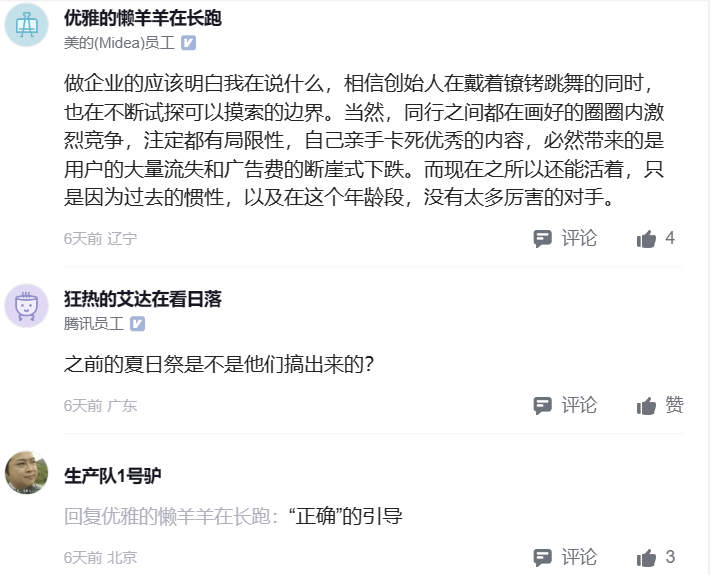 优雅的懒羊羊在长跑
美的(Midea)员工
做企业的应该明白我在说什么，相信创始人在戴着镣铐跳舞的同时，
也在不断试探可以摸索的边界。当然，同行之间都在画好的圈圈内激
烈竞争，注定都有局限性，自己亲手卡死优秀的内容，必然带来的是
用户的大量流失和广告费的断崖式下跌。而现在之所以还能活着，只
是因为过去的惯性，以及在这个年龄段，没有太多厉害的对手。
6天前 辽宁 评论 4
狂热的艾达在看日落
腾讯员工
之前的夏日祭是不是他们搞出来的？
6天前 广东 评论 赞
生产队1号驴
回复优雅的懒羊羊在长跑：“正确”的引导
6天前 北京 评论 3